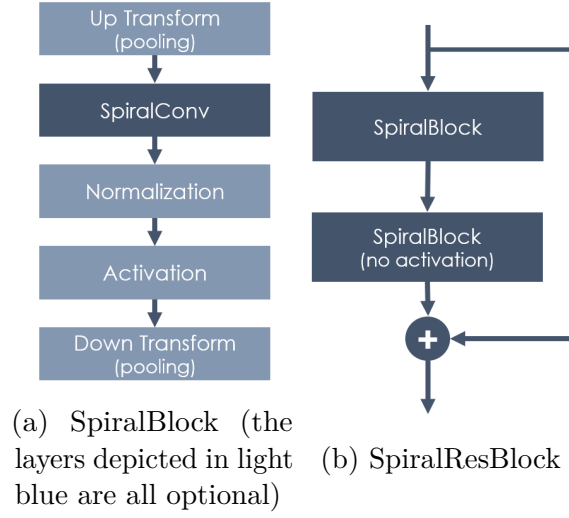 Up Transform
(pooling)
SpiralConv
Normalization
Activation
Down Transform
(pooling)
(a) SpiralBlock (the
layers depicted in light
blue are all optional)
SpiralBlock
SpiralBlock
(no activation)
+
(b) SpiralResBlock